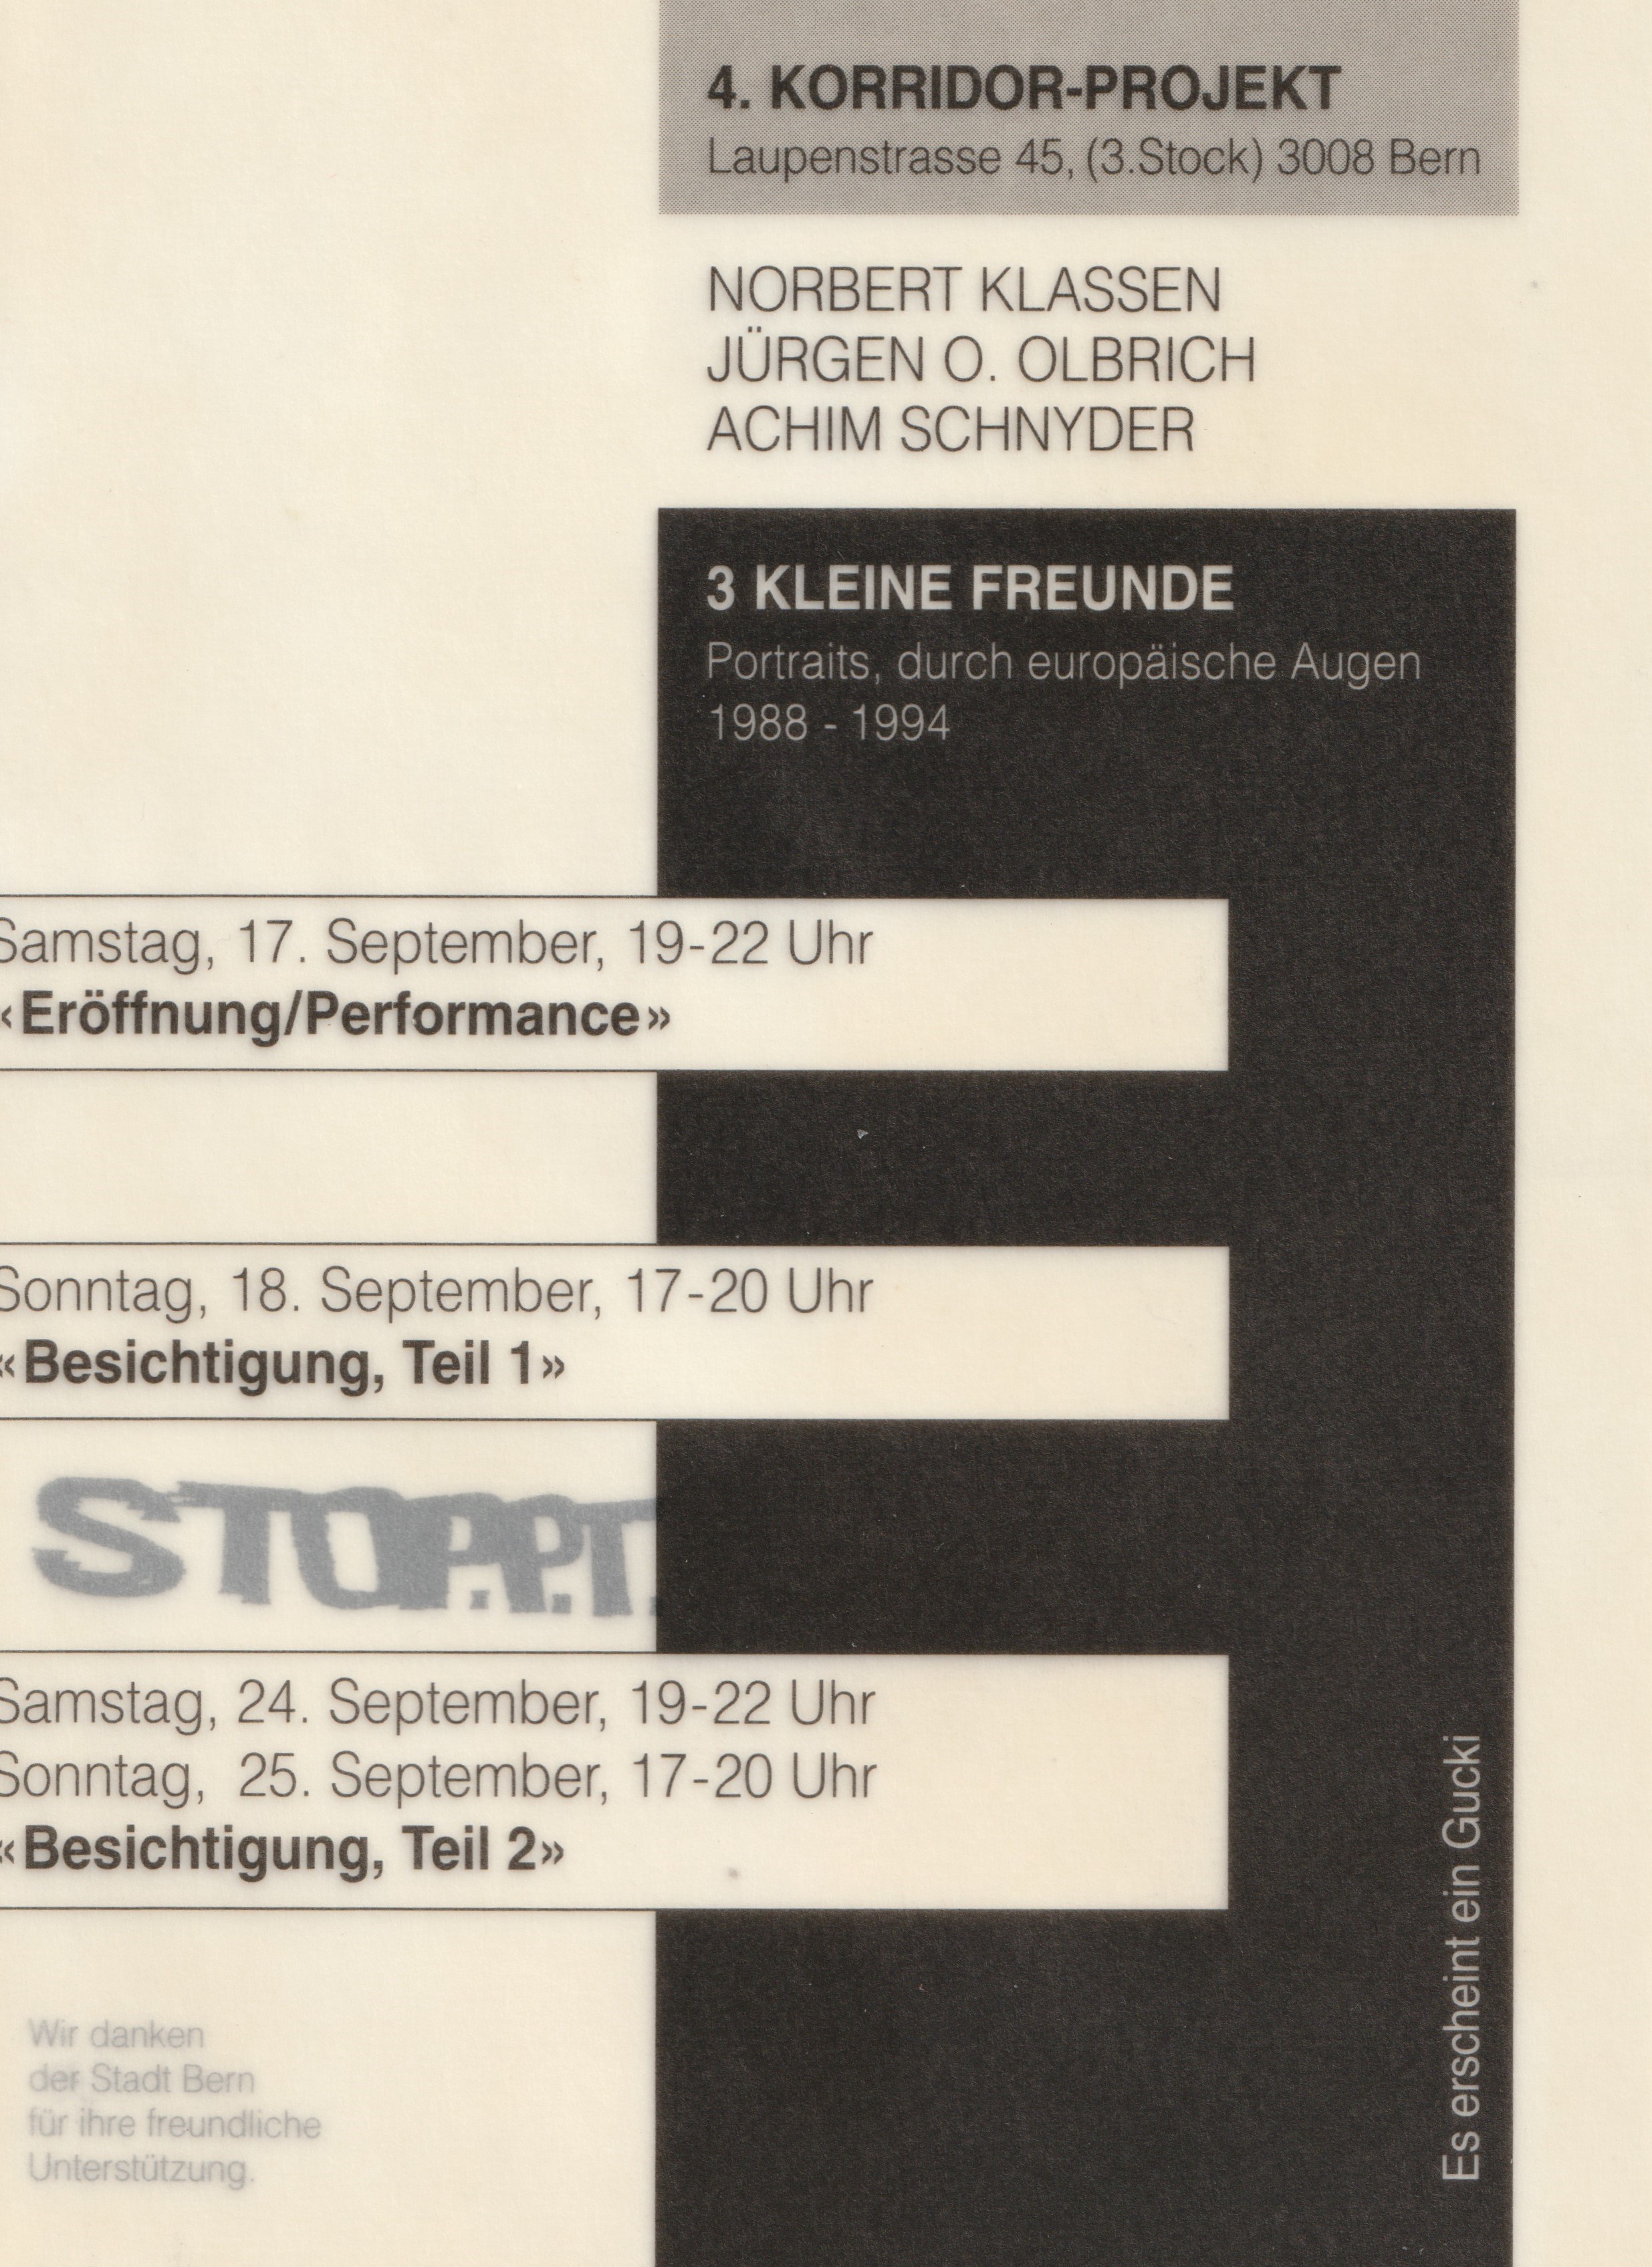 4. KORRIDOR-PROJEKT
Laupenstrasse 45, (3.Stock) 3008 Bern
NORBERT KLASSEN
JÜRGEN O. OLBRICH
ACHIM SCHNYDER
3 KLEINE FREUNDE
Portraits, durch europäische Augen
1988 - 1994
Samstag, 17. September, 19-22 Uhr
«Eröffnung/Performance»
Sonntag, 18. September, 17-20 Uhr
«Besichtigung, Teil 1»
STOP.P.T.
Samstag, 24. September, 19-22 Uhr
Sonntag, 25. September, 17-20 Uhr
«Besichtigung, Teil 2»
Es erscheint ein Gucki
Wir danken
der Stadt Bern
für ihre freundliche
Unterstützung.